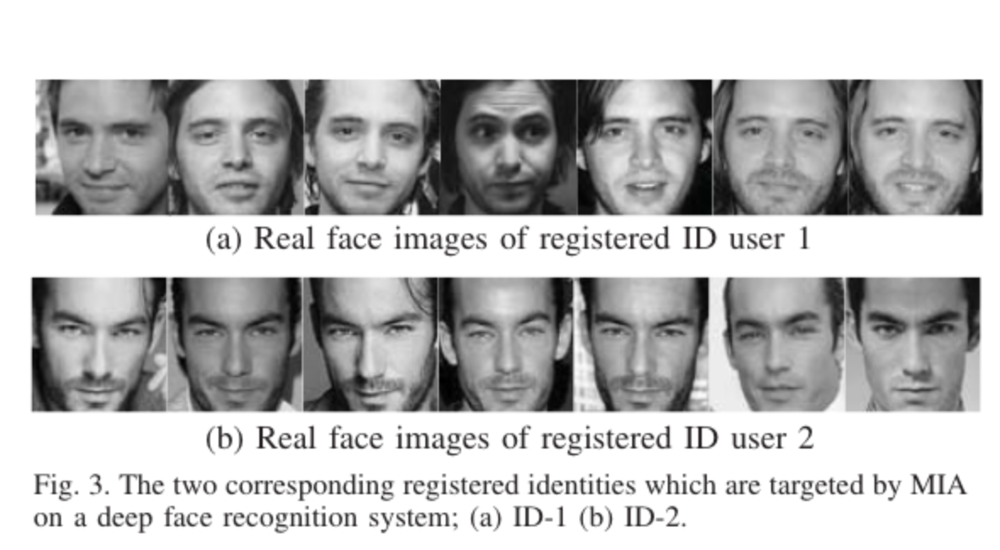 (a) Real face images of registered ID user 1
(b) Real face images of registered ID user 2
Fig. 3. The two corresponding registered identities which are targeted by MIA
on a deep face recognition system; (a) ID-1 (b) ID-2.